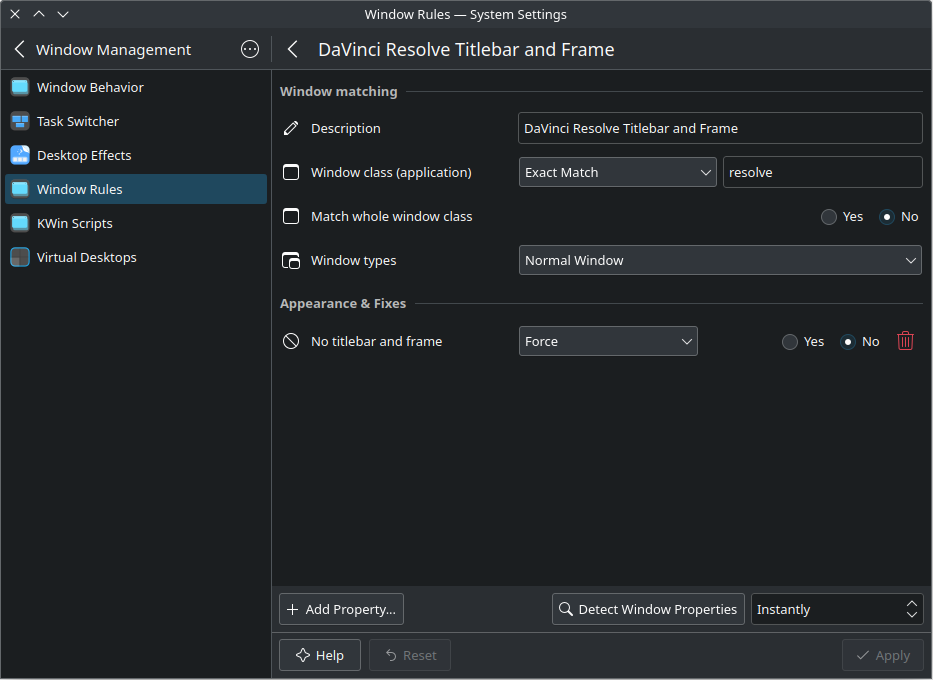 Window Rules — System Settings
Window Management
DaVinci Resolve Titlebar and Frame
Window Behavior
Task Switcher
Desktop Effects
Window Rules
KWin Scripts
Virtual Desktops
Window matching
Description DaVinci Resolve Titlebar and Frame
Window class (application) Exact Match resolve
Match whole window class Yes No
Window types Normal Window
Appearance & Fixes
No titlebar and frame Force Yes No
Add Property... Detect Window Properties Instantly
Help Reset Apply